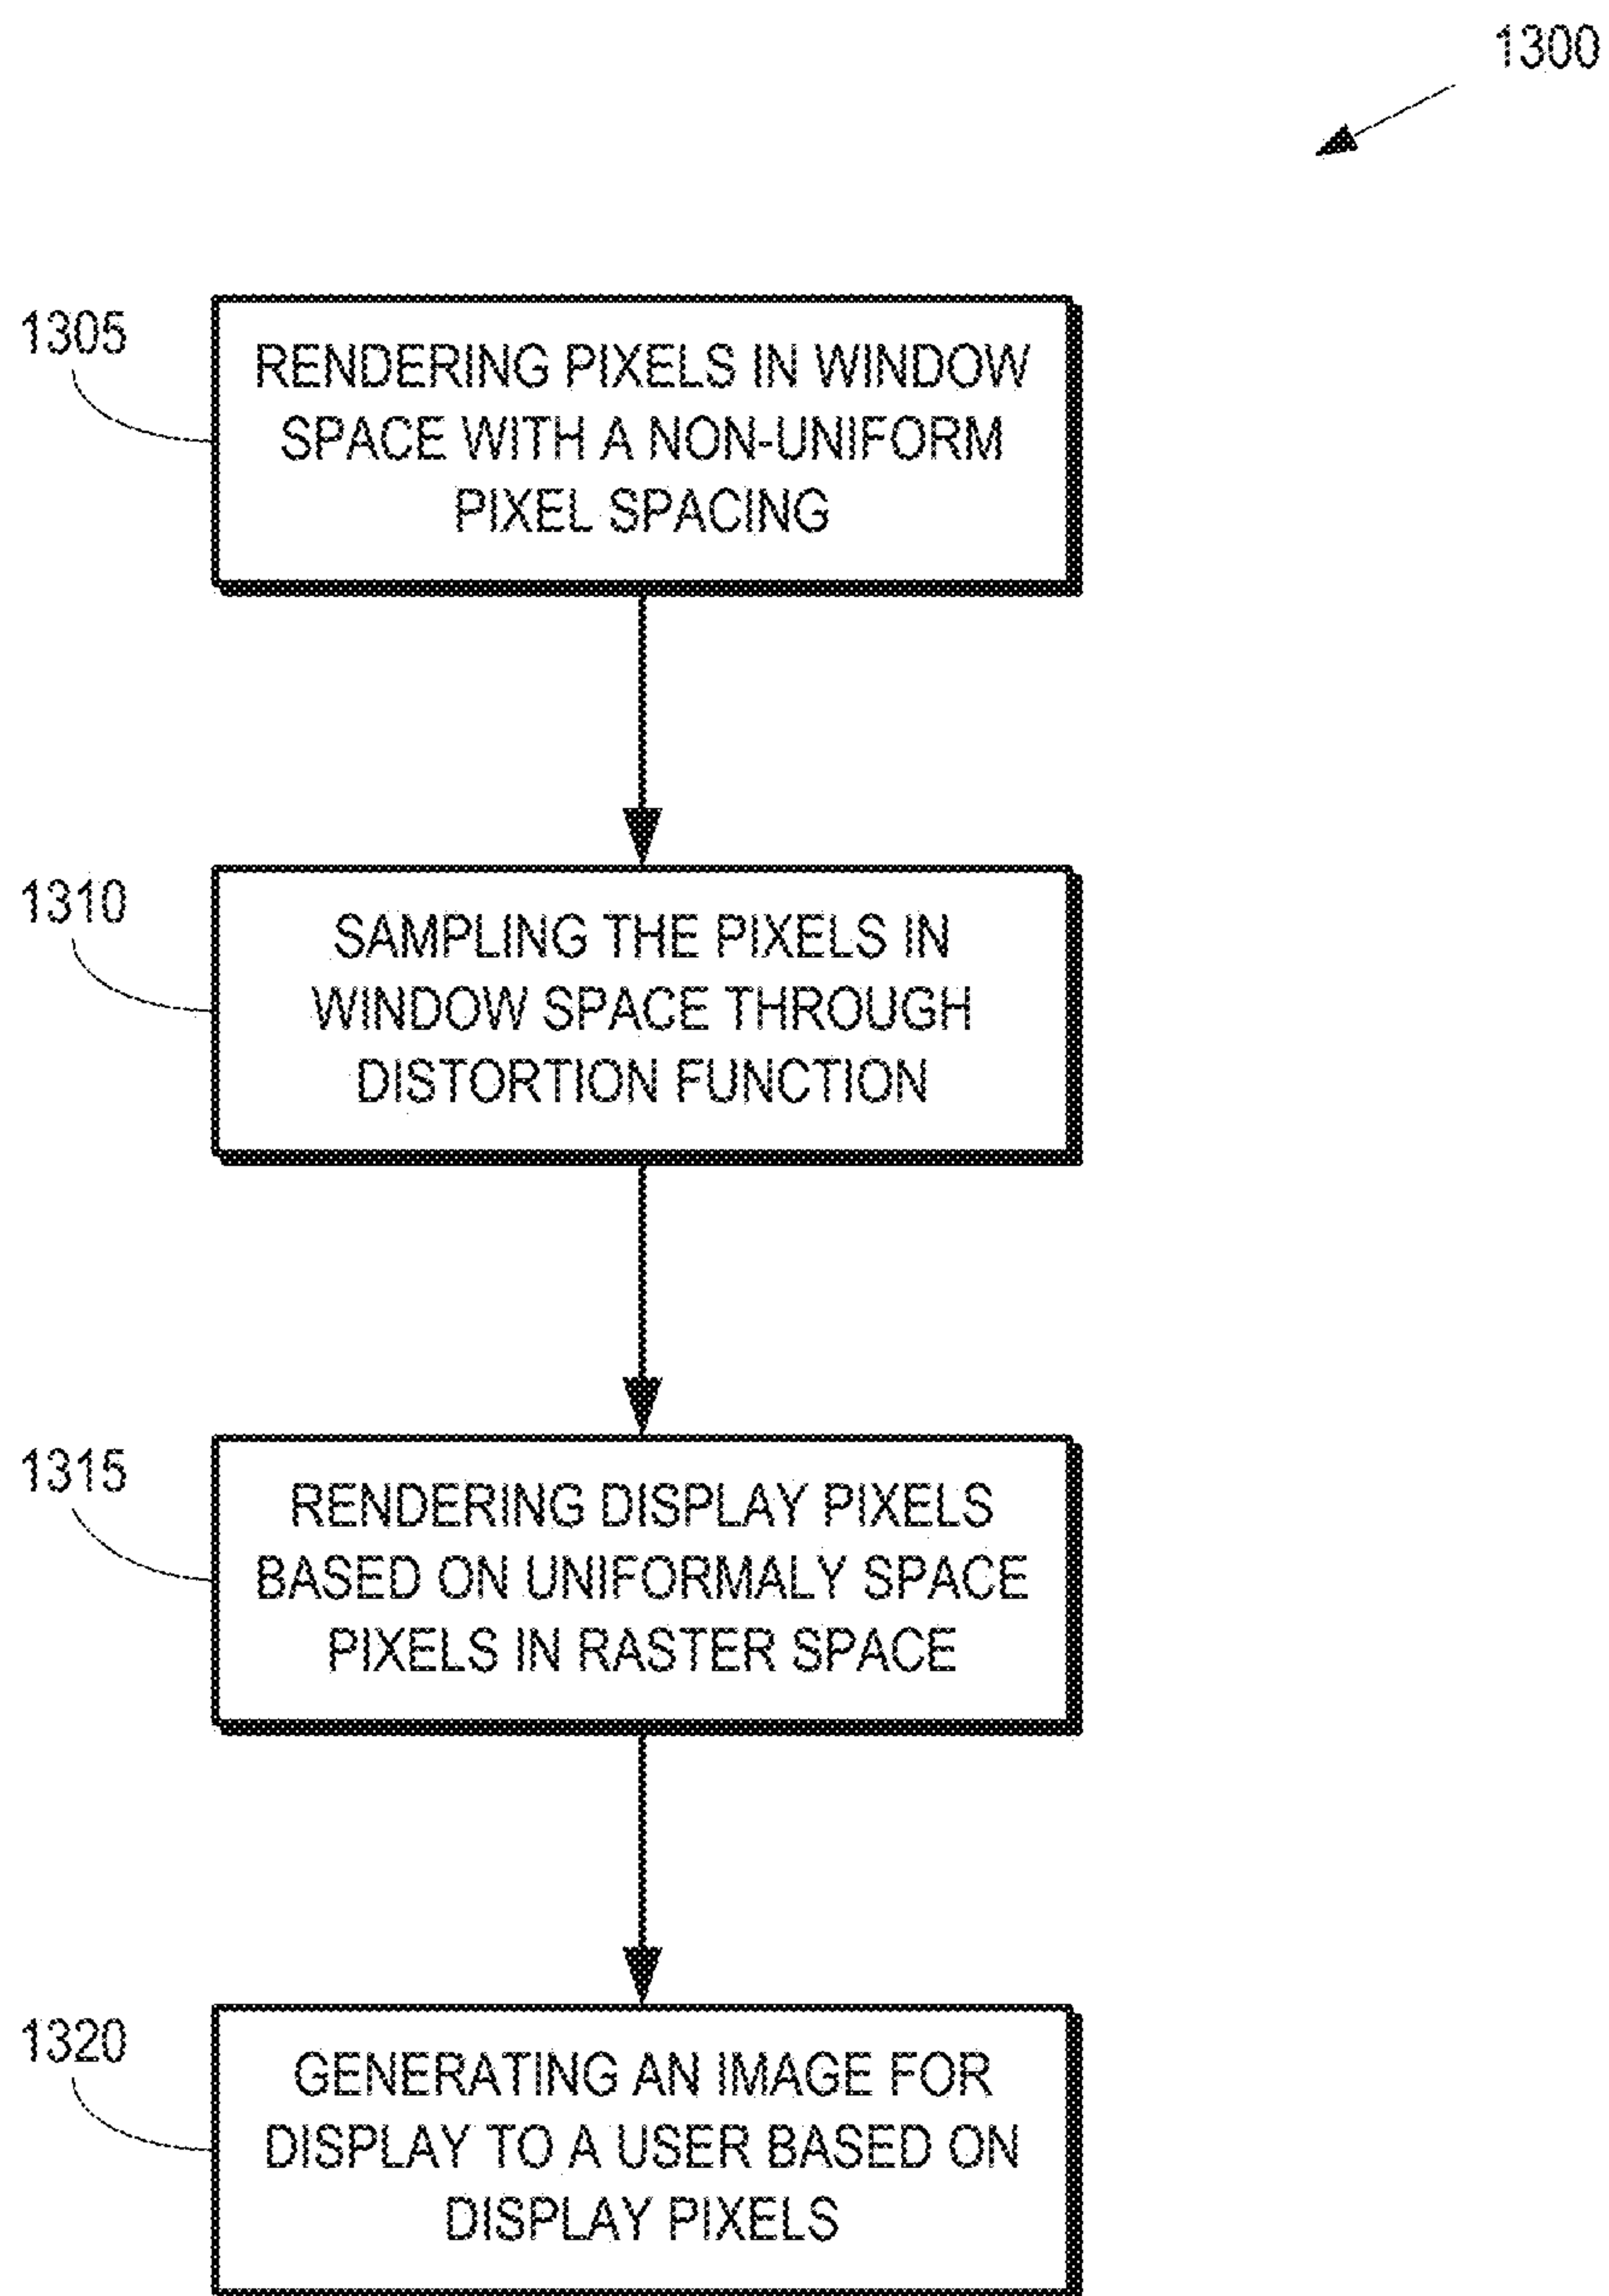 1300
1305
RENDERING PIXELS IN WINDOW
SPACE WITH A NON-UNIFORM
PIXEL SPACING
1310
SAMPLING THE PIXELS IN
WINDOW SPACE THROUGH
DISTORTION FUNCTION
1315
RENDERING DISPLAY PIXELS
BASED ON UNIFORMALY SPACE
PIXELS IN RASTER SPACE
1320
GENERATING AN IMAGE FOR
DISPLAY TO A USER BASED ON
DISPLAY PIXELS